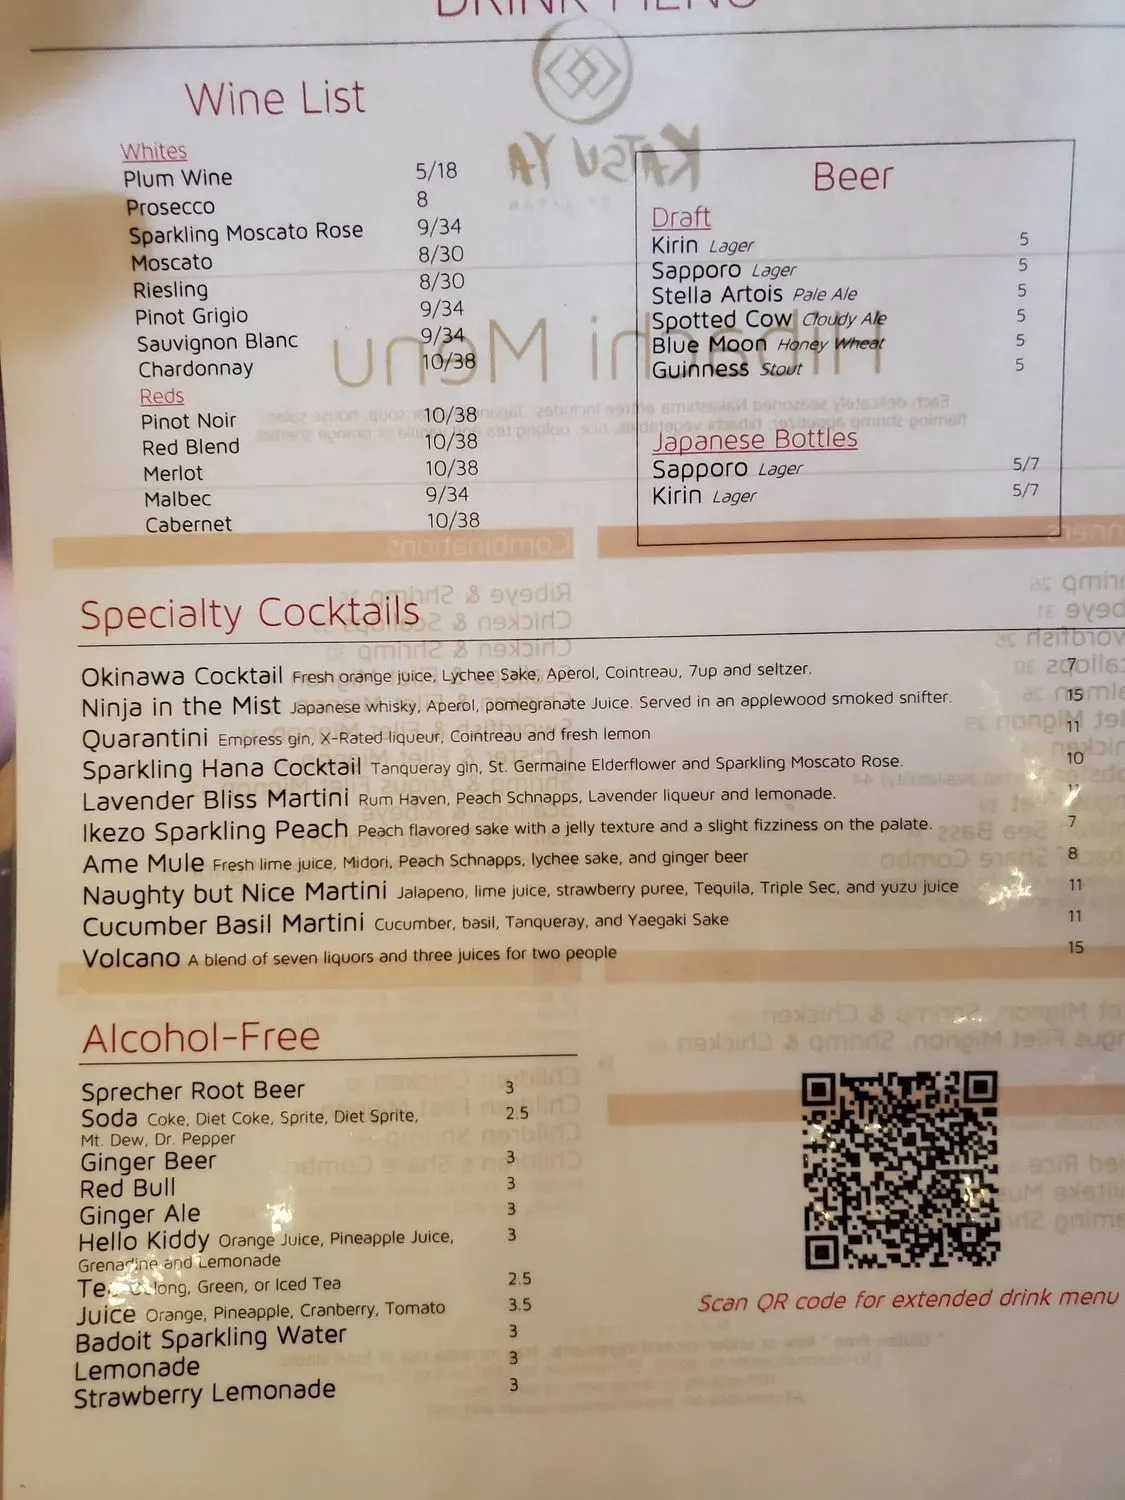 DRINK MENU
KATSU YA
OF JAPAN
Wine List
Whites
Plum Wine 5/18
Prosecco 8
Sparkling Moscato Rose 9/34
Moscato 8/30
Riesling 8/30
Pinot Grigio 9/34
Sauvignon Blanc 9/34
Chardonnay 10/38
Reds
Pinot Noir 10/38
Red Blend 10/38
Merlot 10/38
Malbec 9/34
Cabernet 10/38
Beer
Draft
Kirin Lager 5
Sapporo Lager 5
Stella Artois Pale Ale 5
Spotted Cow Cloudy Ale 5
Blue Moon Honey Wheat 5
Guinness Stout 5
Japanese Bottles
Sapporo Lager 5/7
Kirin Lager 5/7
Hibachi Menu
Combinations
Specialty Cocktails
Okinawa Cocktail Fresh orange juice, Lychee Sake, Aperol, Cointreau, 7up and seltzer. 7
Ninja in the Mist Japanese whisky, Aperol, pomegranate Juice. Served in an applewood smoked snifter. 15
Quarantini Empress gin, X-Rated liqueur, Cointreau and fresh lemon 11
Sparkling Hana Cocktail Tanqueray gin, St. Germaine Elderflower and Sparkling Moscato Rose. 10
Lavender Bliss Martini Rum Haven, Peach Schnapps, Lavender liqueur and lemonade.
Ikezo Sparkling Peach Peach flavored sake with a jelly texture and a slight fizziness on the palate. 7
Ame Mule Fresh lime juice, Midori, Peach Schnapps, lychee sake, and ginger beer 8
Naughty but Nice Martini Jalapeno, lime juice, strawberry puree, Tequila, Triple Sec, and yuzu juice 11
Cucumber Basil Martini Cucumber, basil, Tanqueray, and Yaegaki Sake 11
Volcano A blend of seven liquors and three juices for two people 15
Alcohol-Free
Sprecher Root Beer 3
Soda Coke, Diet Coke, Sprite, Diet Sprite, 2.5
Mt. Dew, Dr. Pepper
Ginger Beer 3
Red Bull 3
Ginger Ale 3
Hello Kiddy Orange Juice, Pineapple Juice, 3
Grenadine and Lemonade
Green, or Iced Tea 2.5
Juice Orange, Pineapple, Cranberry, Tomato 3.5
Badoit Sparkling Water 3
Lemonade 3
Strawberry Lemonade 3
Scan QR code for extended drink menu